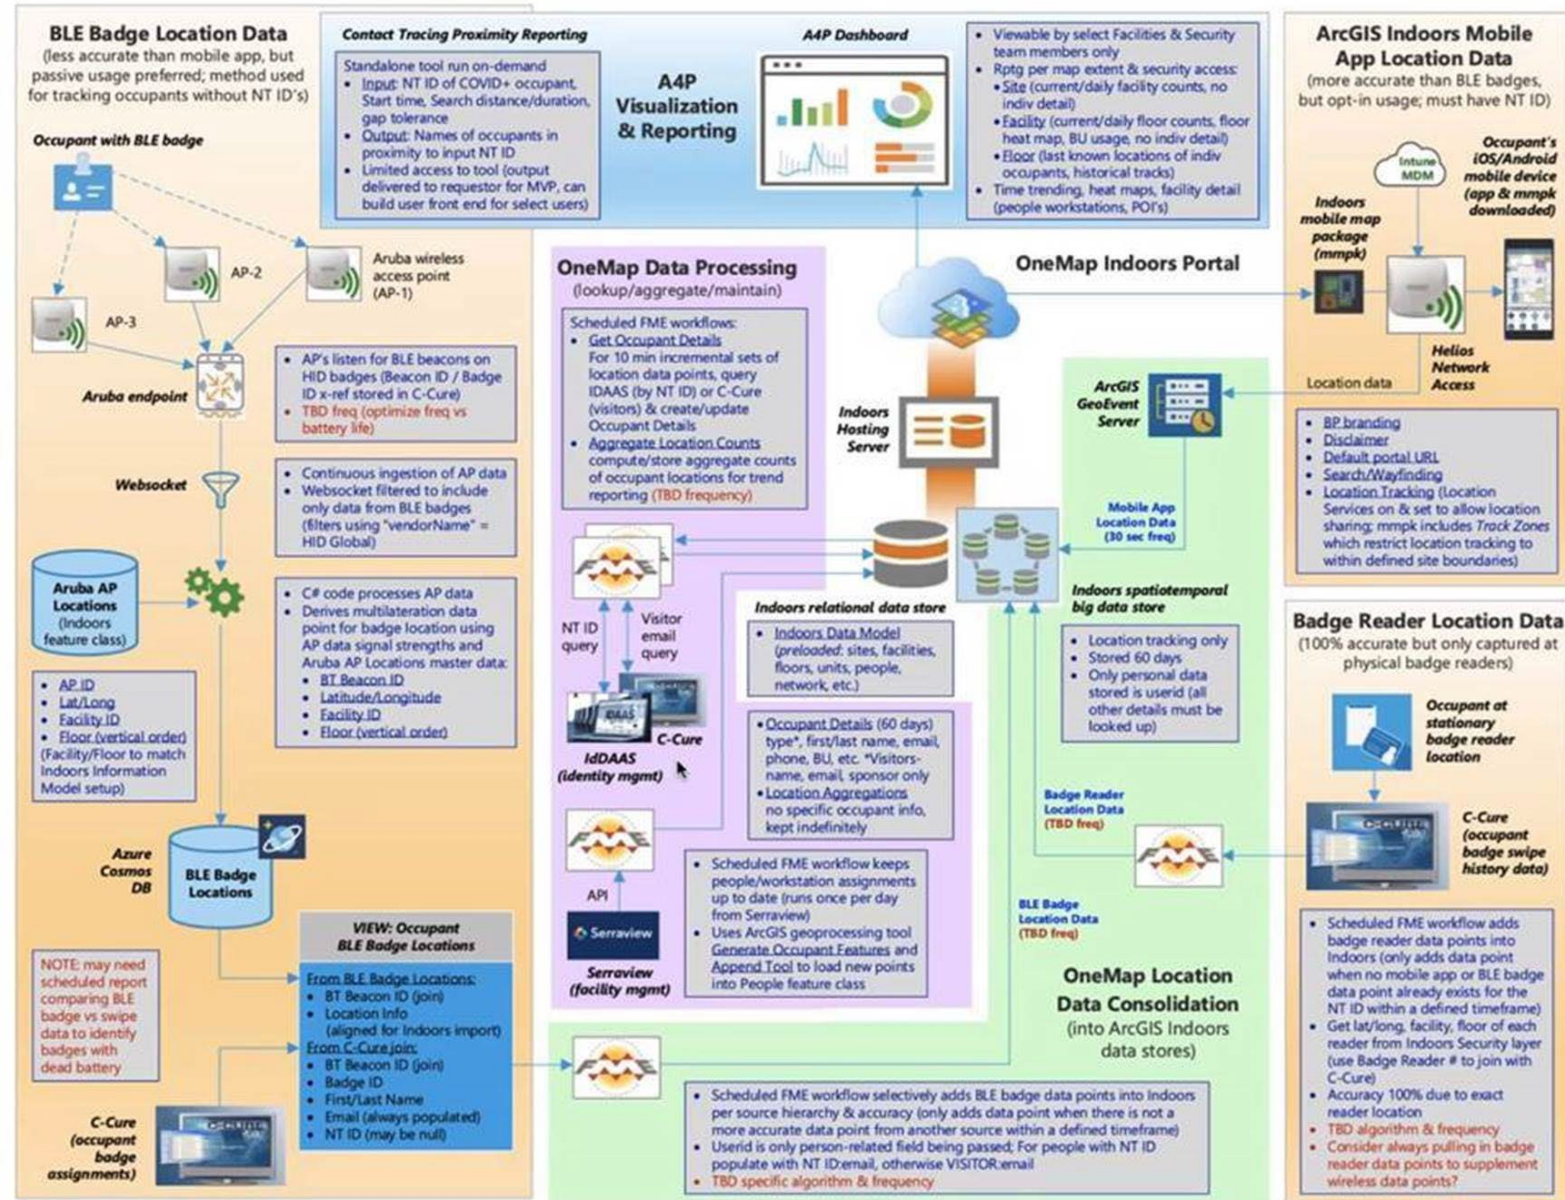 BLE Badge Location Data
(less accurate than mobile app, but
passive usage preferred; method used
for tracking occupants without NT ID's)
Occupant with BLE badge
AP-2
Aruba wireless
access point
(AP-1)
AP-3
Aruba endpoint
• AP's listen for BLE beacons on
HID badges (Beacon ID / Badge
ID x-ref stored in C-Cure)
• TBD freq (optimize freq vs
battery life)
Websocket
• Continuous ingestion of AP data
• Websocket filtered to include
only data from BLE badges
(filters using "vendorName" =
HID Global)
Aruba AP
Locations
(Indoors
feature class)
• C# code processes AP data
• Derives multilateration data
point for badge location using
AP data signal strengths and
Aruba AP Locations master data:
• BT Beacon ID
• Latitude/Longitude
• Facility ID
• Floor (vertical order)
• AP ID
• Lat/Long
• Facility ID
• Floor (vertical order)
(Facility/Floor to match
Indoors Information
Model setup)
Azure
Cosmos
DB
BLE Badge
Locations
VIEW: Occupant
BLE Badge Locations
From BLE Badge Locations:
• BT Beacon ID (join)
• Location Info
(aligned for Indoors import)
From C-Cure join:
• BT Beacon ID (join)
• Badge ID
• First/Last Name
• Email (always populated)
• NT ID (may be null)
NOTE: may need
scheduled report
comparing BLE
badge vs swipe
data to identify
badges with
dead battery
C-Cure
(occupant
badge
assignments)
Contact Tracing Proximity Reporting
Standalone tool run on-demand
• Input: NT ID of COVID+ occupant,
Start time, Search distance/duration,
gap tolerance
• Output: Names of occupants in
proximity to input NT ID
• Limited access to tool (output
delivered to requestor for MVP, can
build user front end for select users)
A4P
Visualization
& Reporting
A4P Dashboard
• Viewable by select Facilities & Security
team members only
• Rptg per map extent & security access:
• Site (current/daily facility counts, no
indiv detail)
• Facility (current/daily floor counts, floor
heat map, BU usage, no indiv detail)
• Floor (last known locations of indiv
occupants, historical tracks)
• Time trending, heat maps, facility detail
(people workstations, POI's)
OneMap Data Processing
(lookup/aggregate/maintain)
Scheduled FME workflows:
• Get Occupant Details
For 10 min incremental sets of
location data points, query
IDAAS (by NT ID) or C-Cure
(visitors) & create/update
Occupant Details
• Aggregate Location Counts
compute/store aggregate counts
of occupant locations for trend
reporting (TBD frequency)
FME
NT ID
query
Visitor
email
query
IDAAS
C-Cure
IdDAAS
(identity mgmt)
FME
API
Serraview
Serraview
(facility mgmt)
OneMap Indoors Portal
Indoors
Hosting
Server
Indoors relational data store
• Indoors Data Model
(preloaded: sites, facilities,
floors, units, people,
network, etc.)
• Occupant Details (60 days)
type*, first/last name, email,
phone, BU, etc. *Visitors-
name, email, sponsor only
• Location Aggregations
no specific occupant info,
kept indefinitely
• Scheduled FME workflow keeps
people/workstation assignments
up to date (runs once per day
from Serraview)
• Uses ArcGIS geoprocessing tool
Generate Occupant Features and
Append Tool to load new points
into People feature class
ArcGIS
GeoEvent
Server
Mobile App
Location Data
(30 sec freq)
Indoors spatiotemporal
big data store
• Location tracking only
• Stored 60 days
• Only personal data
stored is userid (all
other details must be
looked up)
Badge Reader
Location Data
(TBD freq)
FME
BLE Badge
Location Data
(TBD freq)
OneMap Location
Data Consolidation
(into ArcGIS Indoors
data stores)
FME
• Scheduled FME workflow selectively adds BLE badge data points into Indoors
per source hierarchy & accuracy (only adds data point when there is not a
more accurate data point from another source within a defined timeframe)
• Userid is only person-related field being passed; For people with NT ID
populate with NT ID:email, otherwise VISITOR:email
• TBD specific algorithm & frequency
ArcGIS Indoors Mobile
App Location Data
(more accurate than BLE badges,
but opt-in usage; must have NT ID)
Intune
MDM
Occupant's
iOS/Android
mobile device
(app & mmpk
downloaded)
Indoors
mobile map
package
(mmpk)
Helios
Network
Access
Location data
• BP branding
• Disclaimer
• Default portal URL
• Search/Wayfinding
• Location Tracking (Location
Services on & set to allow location
sharing; mmpk includes Track Zones
which restrict location tracking to
within defined site boundaries)
Badge Reader Location Data
(100% accurate but only captured at
physical badge readers)
Occupant at
stationary
badge reader
location
C-CURE
C-Cure
(occupant
badge swipe
history data)
• Scheduled FME workflow adds
badge reader data points into
Indoors (only adds data point
when no mobile app or BLE badge
data point already exists for the
NT ID within a defined timeframe)
• Get lat/long, facility, floor of each
reader from Indoors Security layer
(use Badge Reader # to join with
C-Cure)
• Accuracy 100% due to exact
reader location
• TBD algorithm & frequency
• Consider always pulling in badge
reader data points to supplement
wireless data points?